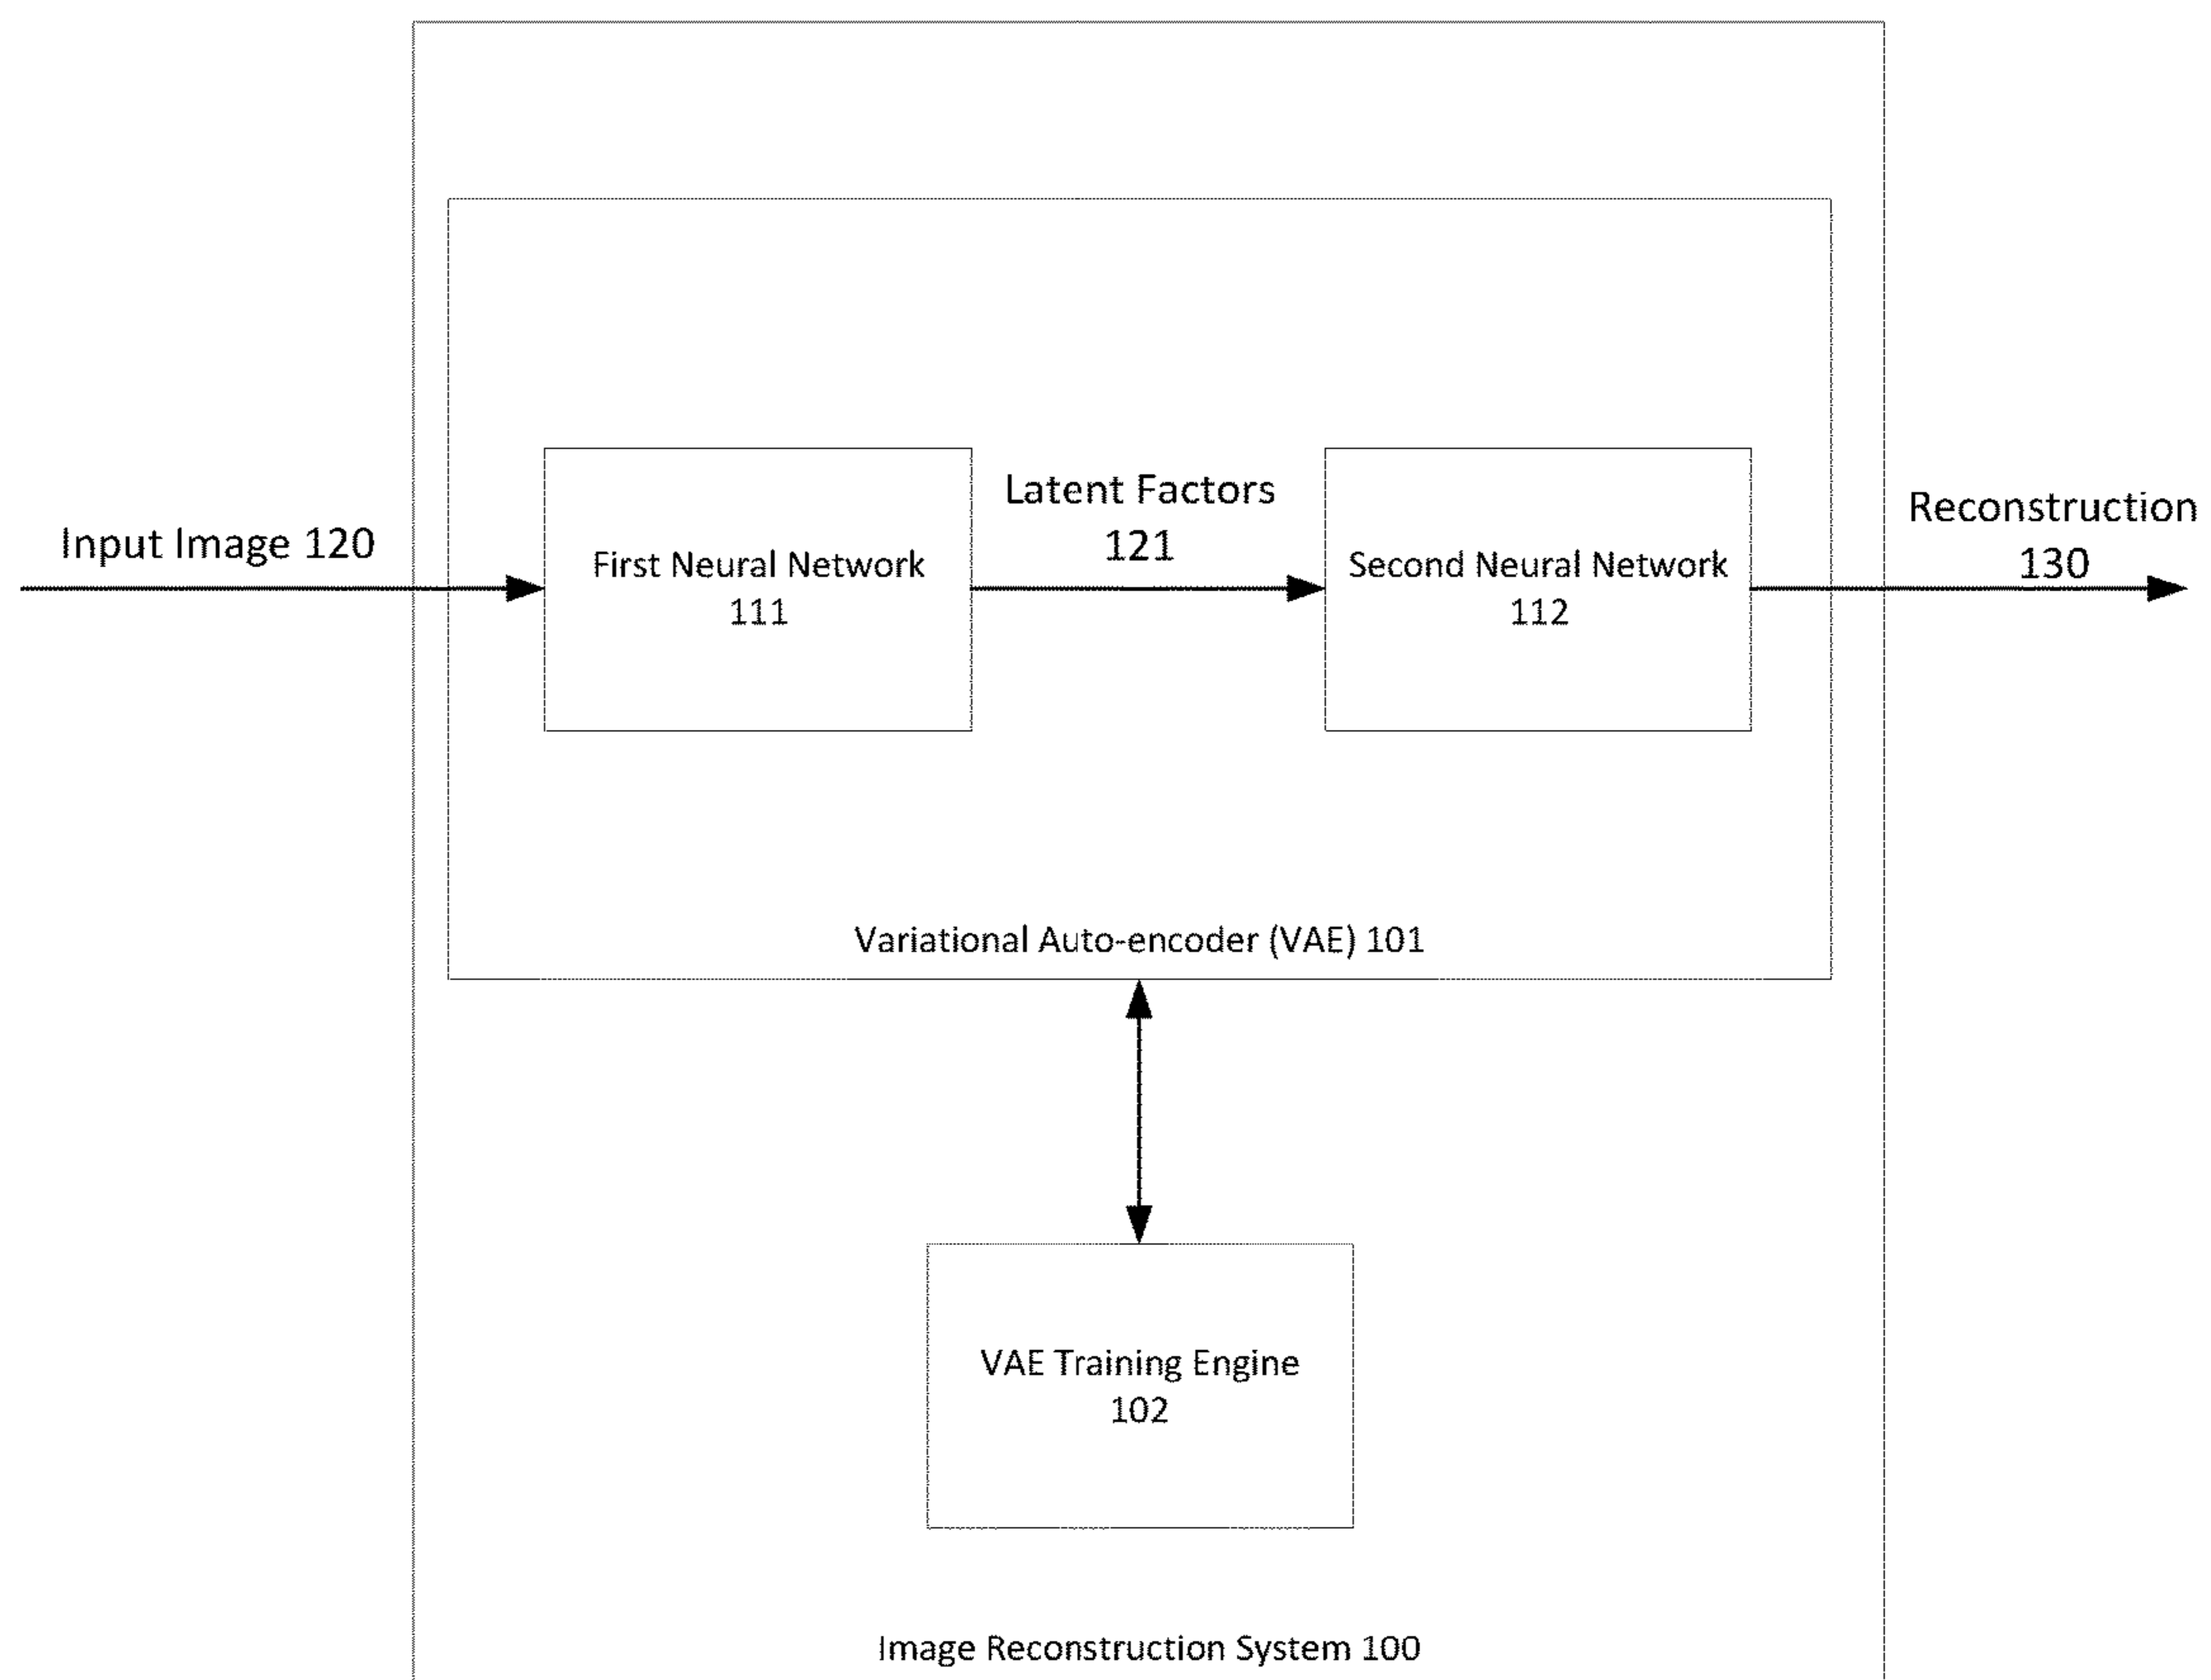 Input Image 120
First Neural Network
111
Latent Factors
121
Second Neural Network
112
Reconstruction
130
Variational Auto-encoder (VAE) 101
VAE Training Engine
102
Image Reconstruction System 100